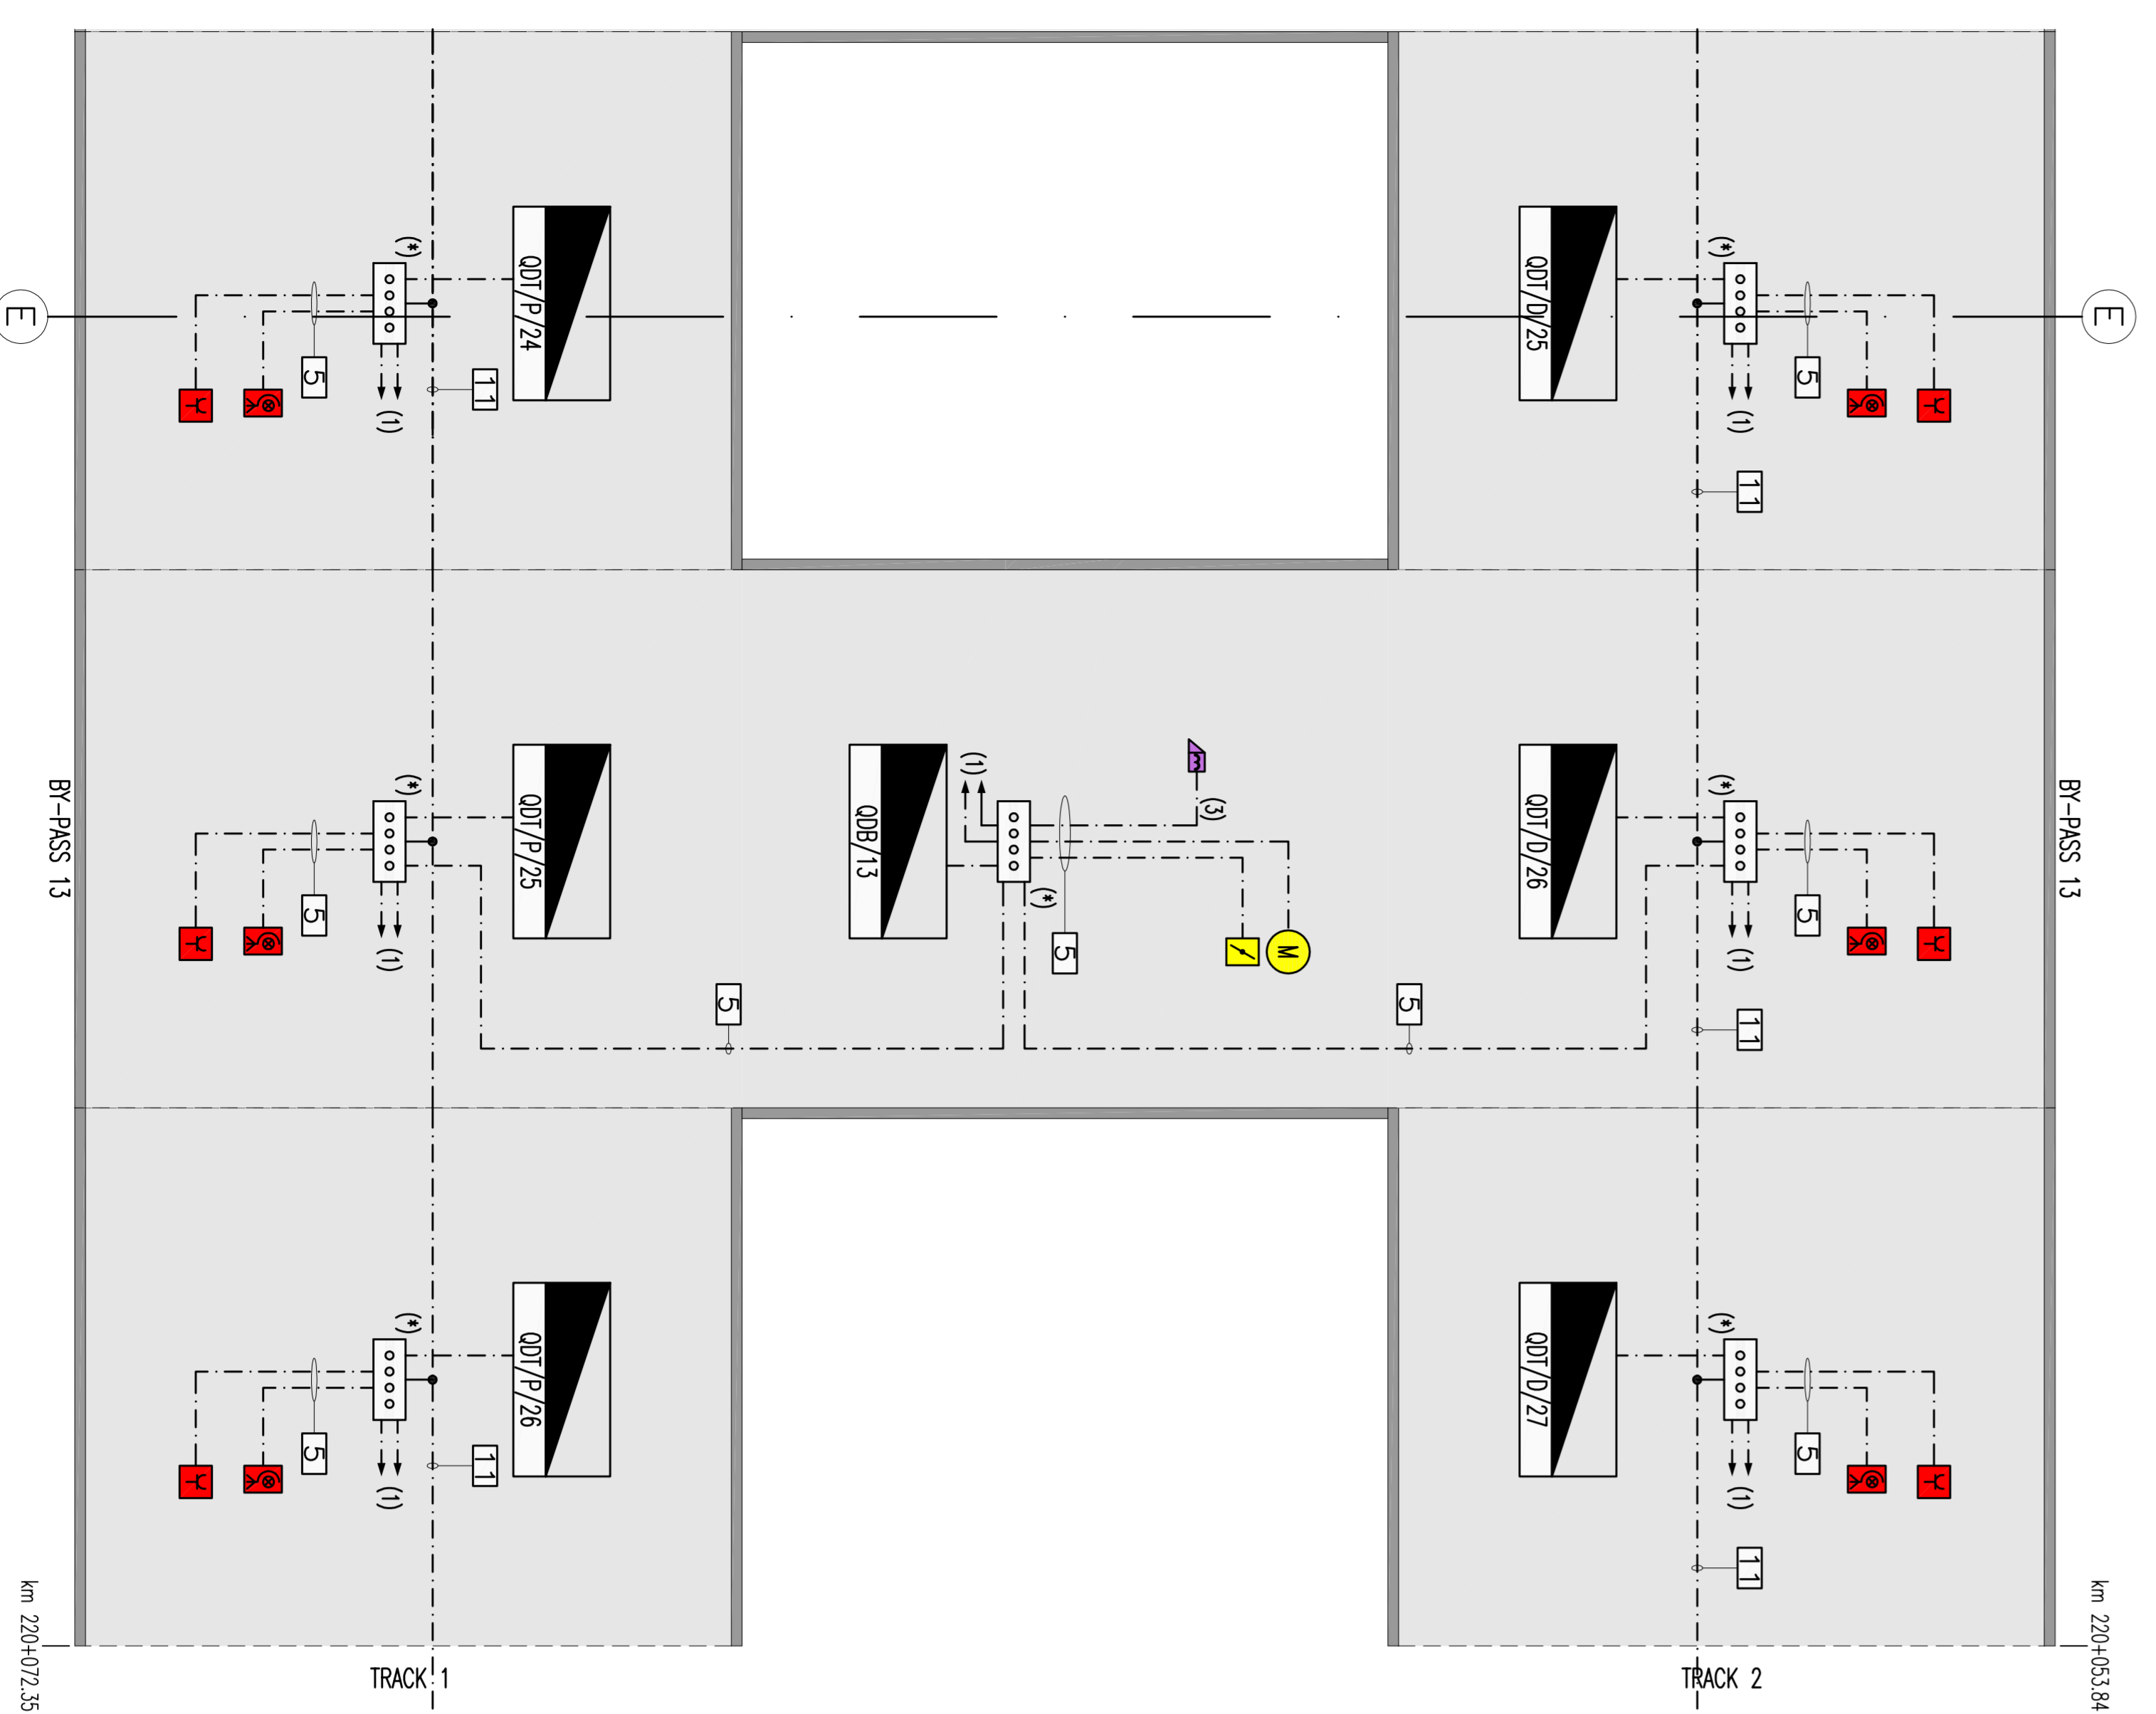 E
E
(*)
QDT/P/24
5
11
(1)
QDT/D/25
(*)
5
(1)
11
BY-PASS 13
(*)
QDT/P/25
5
(1)
5
QDB/13
(1)
(3)
(*)
5
M
5
QDT/D/26
(*)
5
(1)
11
BY-PASS 13
(*)
QDT/P/26
5
11
(1)
QDT/D/27
(*)
5
(1)
11
km 220+072.35
TRACK 1
TRACK 2
km 220+053.84